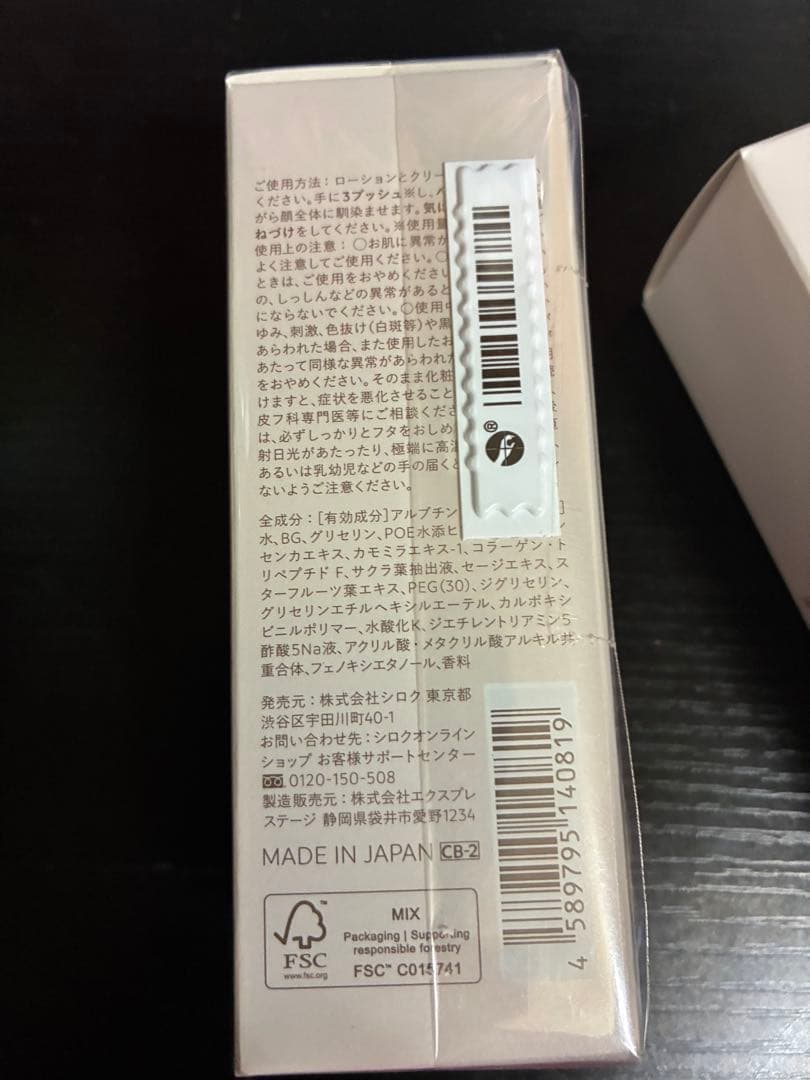 ご使用方法：ローションとクリー
ください。手に3プッシュ※し、
がら顔全体に馴染ませます。気に
ねづけをしてください。※使用量
使用上の注意：○お肌に異常が
よく注意してご使用ください。○
ときは、ご使用をおやめください
の、しっしんなどの異常があると
にならないでください。○使用中
ゆみ、刺激、色抜け(白斑等)や黒
あらわれた場合、また使用したお
あたって同様な異常があらわれた
をおやめください。そのまま化粧
けますと、症状を悪化させること
皮フ科専門医等にご相談くださ
は、必ずしっかりとフタをおしめ
射日光があたったり、極端に高温
あるいは乳幼児などの手の届くと
ないようご注意ください。
全成分：[有効成分]アルブチン
水、BG、グリセリン、POE水添ヒ
センカエキス、カモミラエキス-1、コラーゲン・ト
リペプチド F、サクラ葉抽出液、セージエキス、ス
ターフルーツ葉エキス、PEG(30)、ジグリセリン、
グリセリンエチルヘキシルエーテル、カルボキシ
ビニルポリマー、水酸化K、ジエチレントリアミン5
酢酸5Na液、アクリル酸・メタクリル酸アルキル共
重合体、フェノキシエタノール、香料
発売元：株式会社シロク 東京都
渋谷区宇田川町40-1
お問い合わせ先：シロクオンライン
ショップ お客様サポートセンター
0120-150-508
製造販売元：株式会社エクスプレ
ステージ 静岡県袋井市愛野1234
MADE IN JAPAN CB-2
FSC™
www.fsc.org
MIX
Packaging | Supporting
responsible forestry
FSC™ C015741
4 589795 140819
®